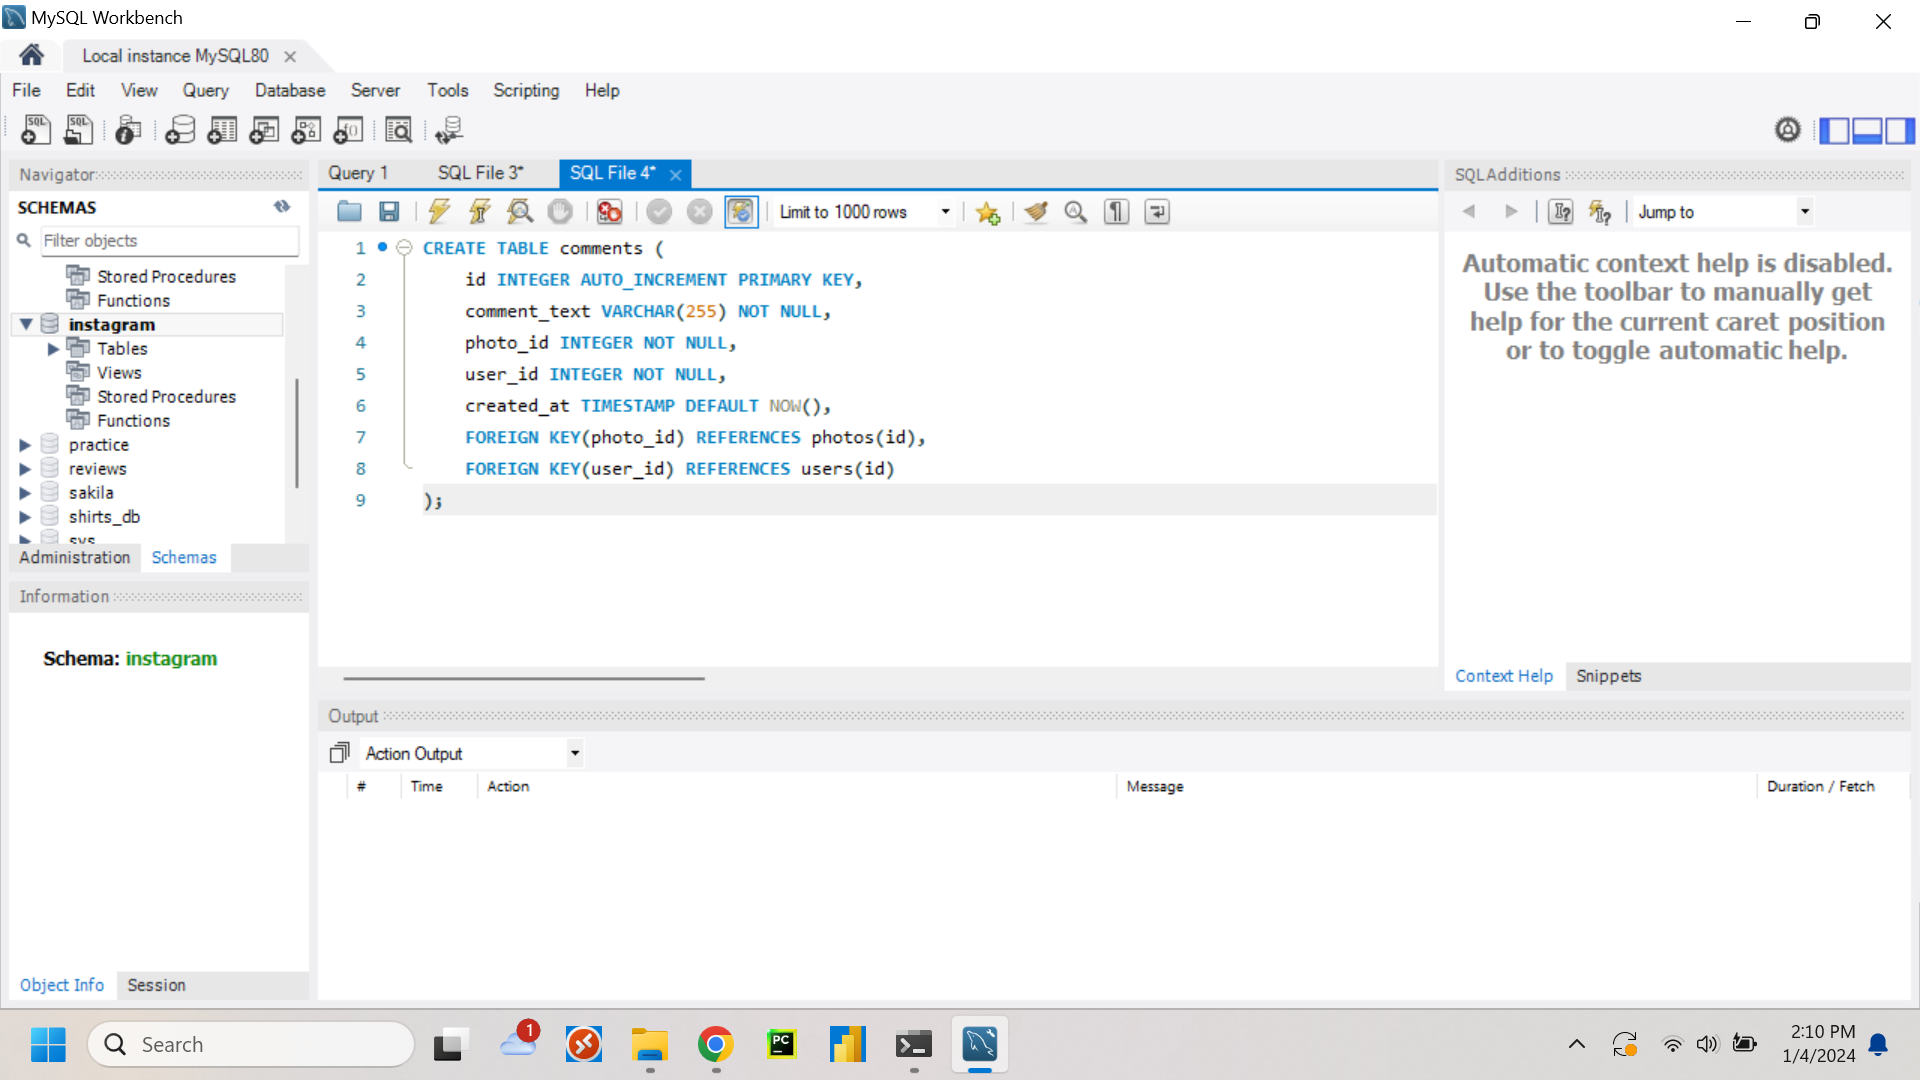 MySQL Workbench
Local instance MySQL80
File Edit View Query Database Server Tools Scripting Help
Navigator
SCHEMAS
Filter objects
Stored Procedures
Functions
instagram
Tables
Views
Stored Procedures
Functions
practice
reviews
sakila
shirts_db
sys
Administration Schemas
Information
Schema: instagram
Object Info Session
Query 1 SQL File 3* SQL File 4*
Limit to 1000 rows
1 CREATE TABLE comments (
2 id INTEGER AUTO_INCREMENT PRIMARY KEY,
3 comment_text VARCHAR(255) NOT NULL,
4 photo_id INTEGER NOT NULL,
5 user_id INTEGER NOT NULL,
6 created_at TIMESTAMP DEFAULT NOW(),
7 FOREIGN KEY(photo_id) REFERENCES photos(id),
8 FOREIGN KEY(user_id) REFERENCES users(id)
9 );
SQLAdditions
Jump to
Automatic context help is disabled.
Use the toolbar to manually get
help for the current caret position
or to toggle automatic help.
Context Help Snippets
Output
Action Output
# Time Action Message Duration / Fetch
Search
1
PC
2:10 PM
1/4/2024